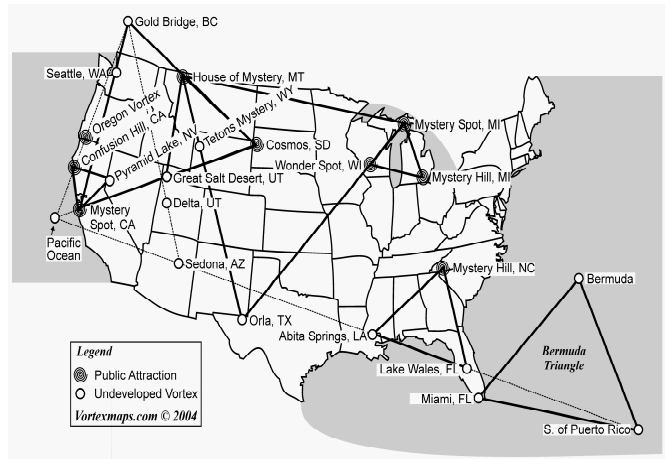 Gold Bridge, BC
Seattle, WA
House of Mystery, MT
Oregon Vortex
Tetons Mystery, WY
Mystery Spot, MI
Confusion Hill, CA
Pyramid Lake, NV
Cosmos, SD
Wonder Spot, WI
Great Salt Desert, UT
Mystery Hill, MI
Delta, UT
Mystery
Spot, CA
Pacific
Ocean
Sedona, AZ
Mystery Hill, NC
Bermuda
Orla, TX
Abita Springs, LA
Bermuda
Triangle
Lake Wales, FL
Miami, FL
S. of Puerto Rico
Legend
Public Attraction
Undeveloped Vortex
Vortexmaps.com © 2004